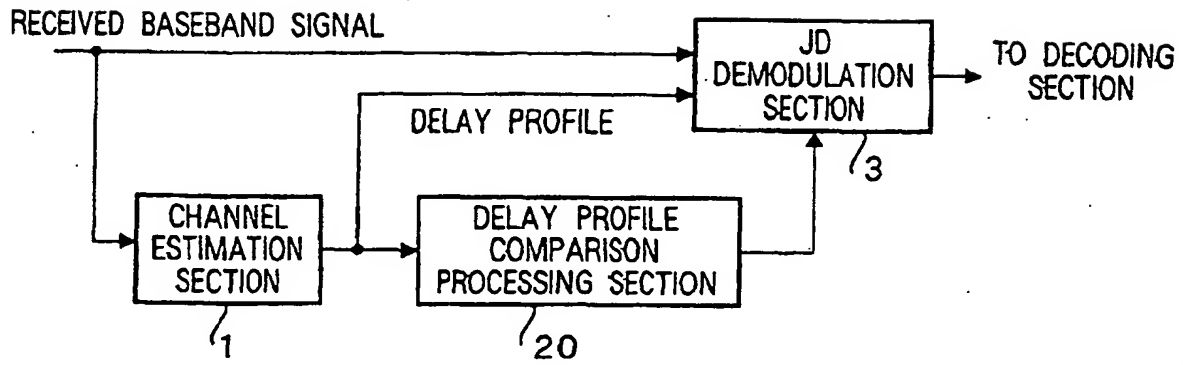 RECEIVED BASEBAND SIGNAL
JD
DEMODULATION
SECTION
TO DECODING
SECTION
DELAY PROFILE
3
CHANNEL
ESTIMATION
SECTION
DELAY PROFILE
COMPARISON
PROCESSING SECTION
1
20